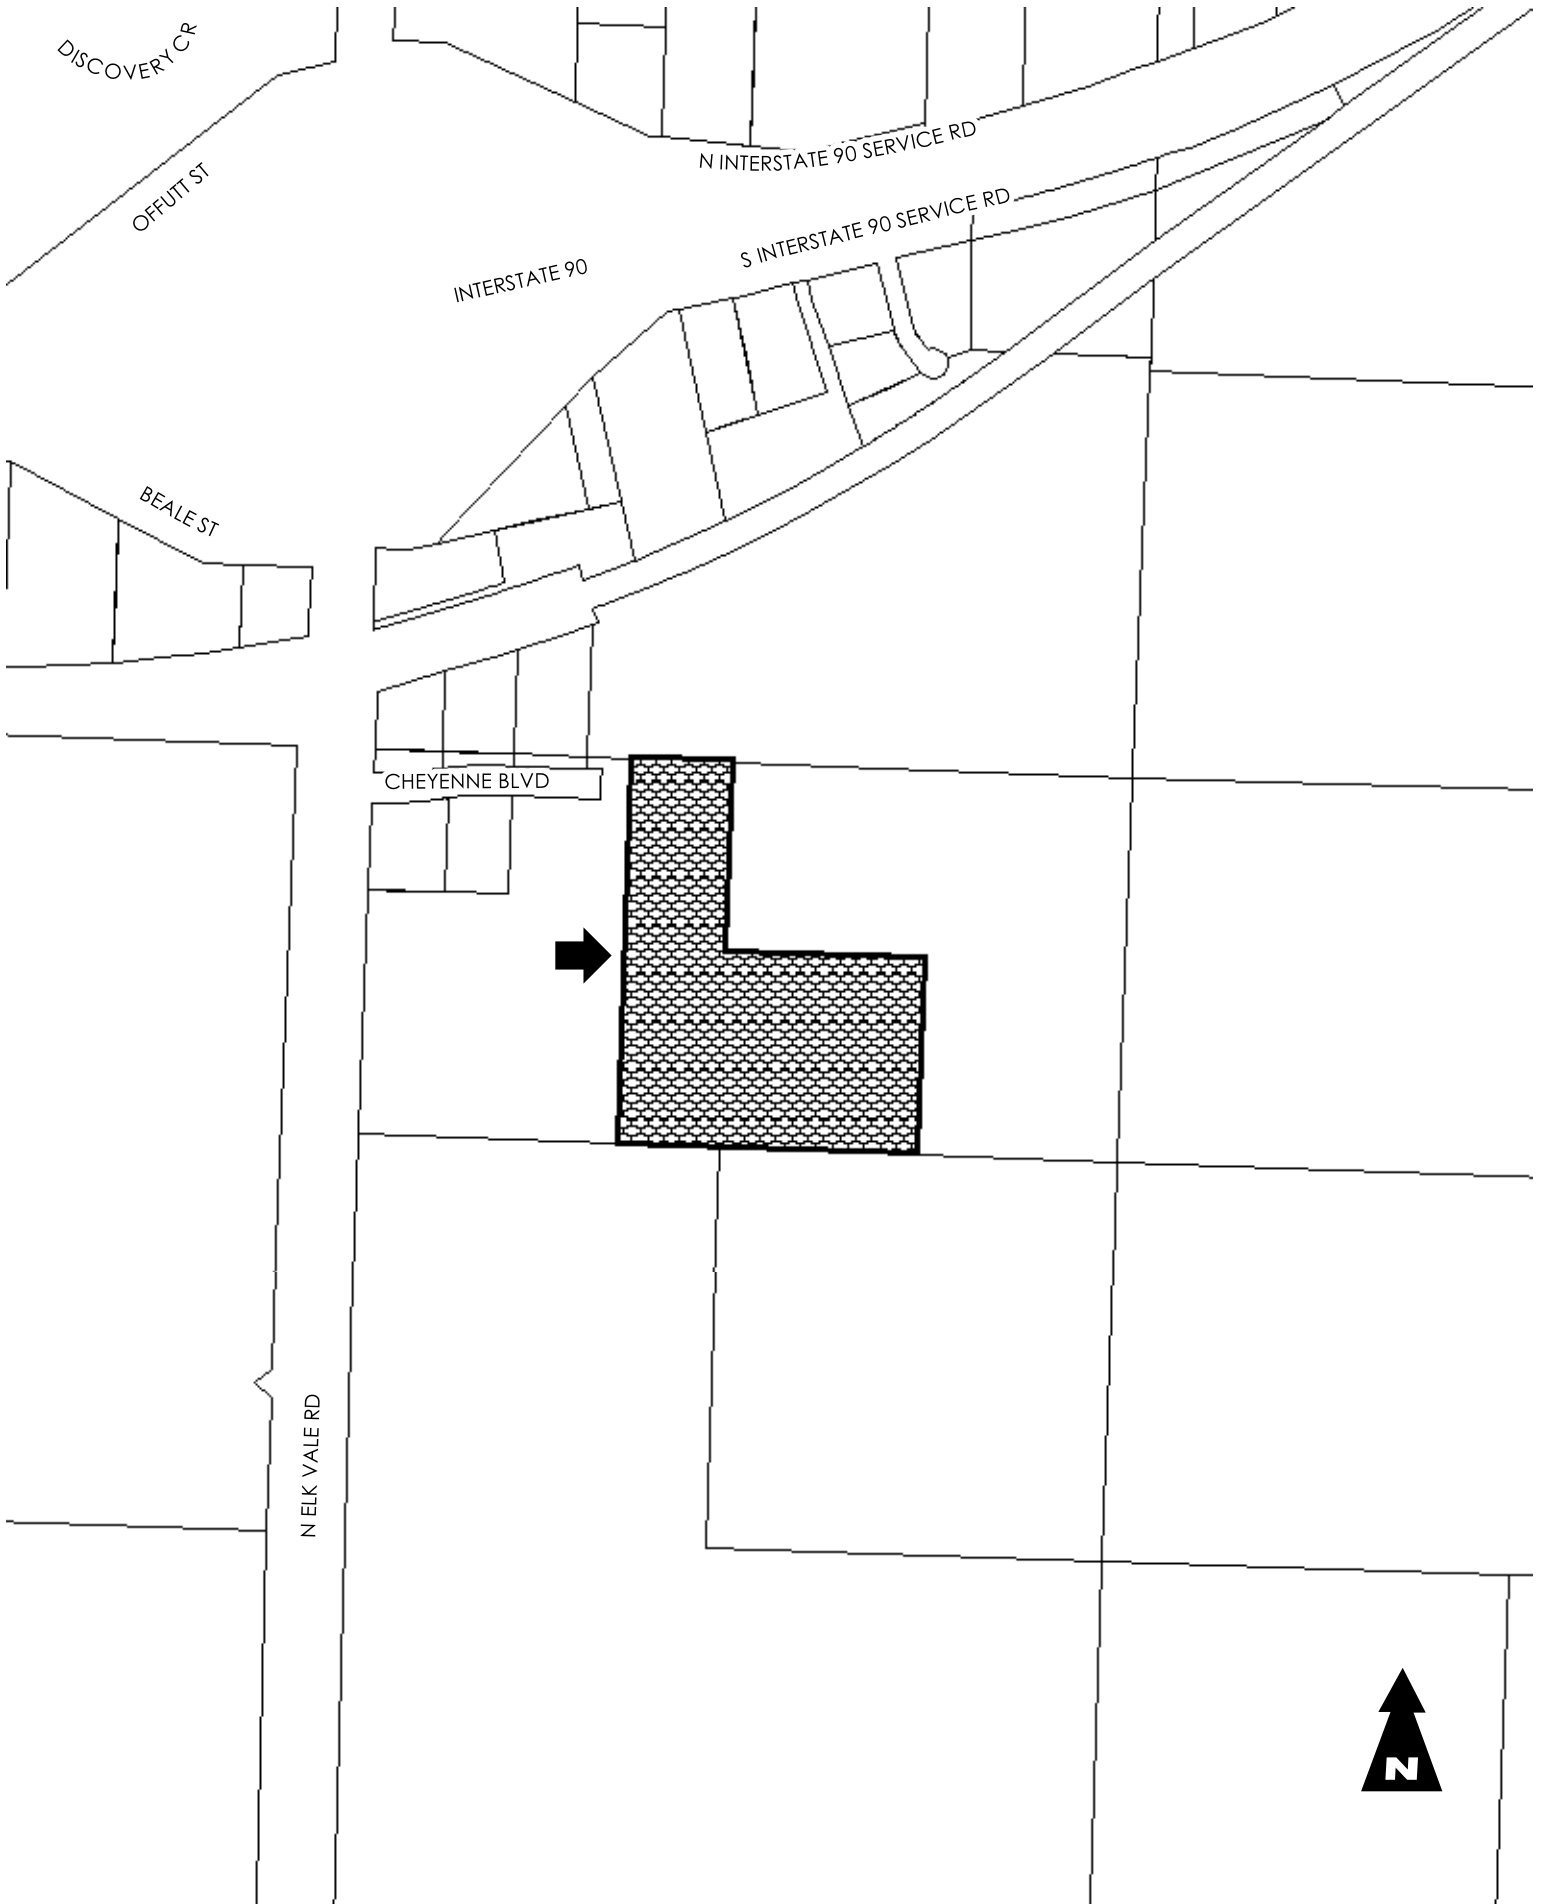 DISCOVERY CR
N INTERSTATE 90 SERVICE RD
OFFUTT ST
S INTERSTATE 90 SERVICE RD
INTERSTATE 90
BEALE ST
CHEYENNE BLVD
N ELK VALE RD
N